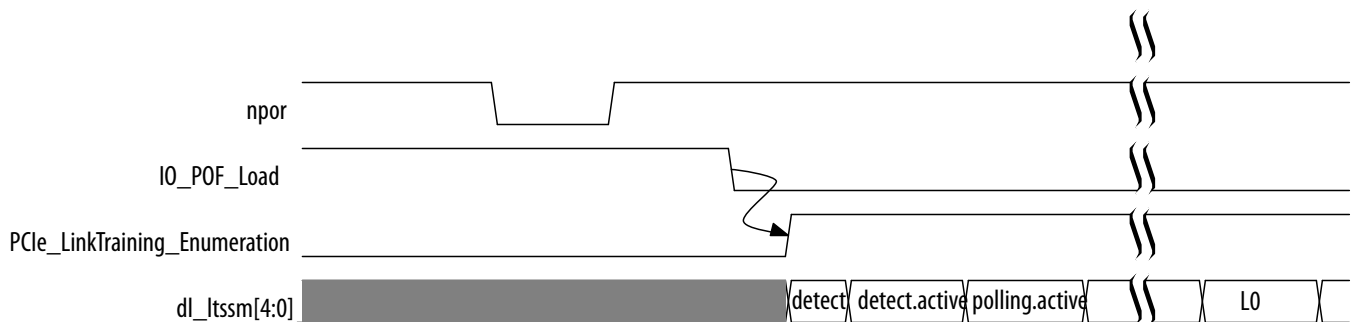 npor
IO_POF_Load
PCIe_LinkTraining_Enumeration
dl_ltssm[4:0] detect detect.active polling.active L0